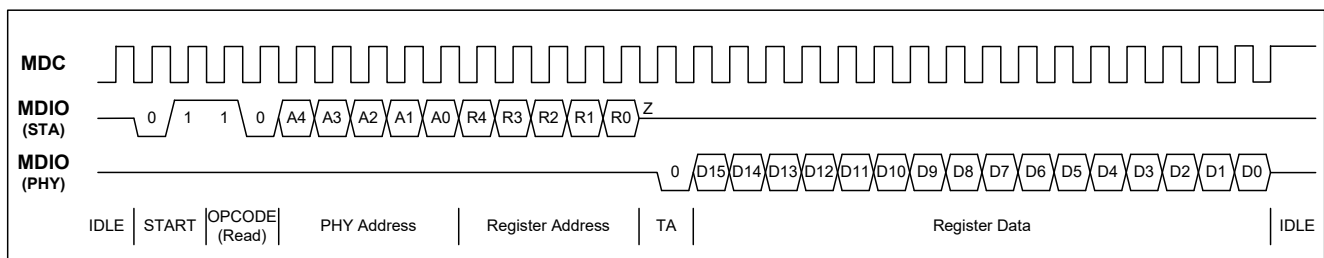 MDC
MDIO
(STA)
0 1 1 0 A4 A3 A2 A1 A0 R4 R3 R2 R1 R0 Z
MDIO
(PHY)
0 D15 D14 D13 D12 D11 D10 D9 D8 D7 D6 D5 D4 D3 D2 D1 D0
IDLE START OPCODE
(Read) PHY Address Register Address TA Register Data IDLE